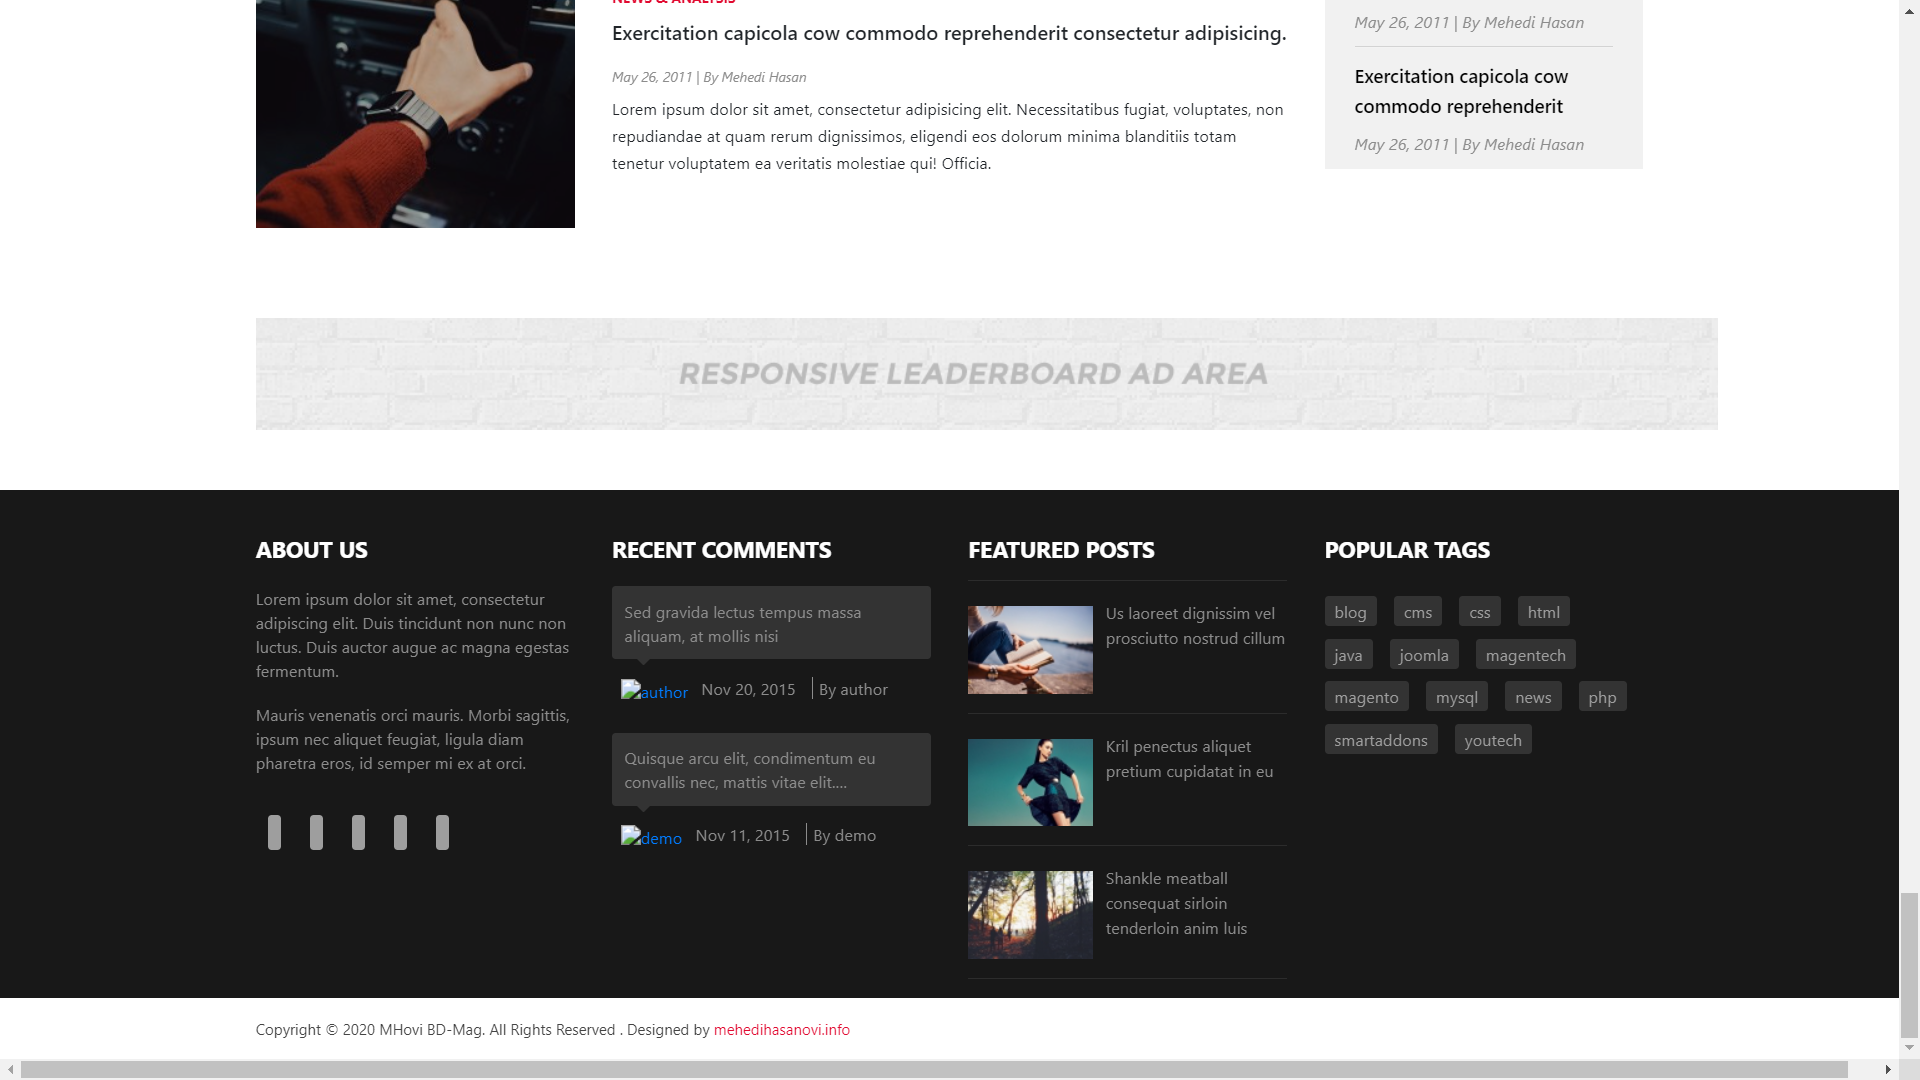 NEWS & ANALYSIS
Exercitation capicola cow commodo reprehenderit consectetur adipisicing.
May 26, 2011 | By Mehedi Hasan
Lorem ipsum dolor sit amet, consectetur adipisicing elit. Necessitatibus fugiat, voluptates, non
repudiandae at quam rerum dignissimos, eligendi eos dolorum minima blanditiis totam
tenetur voluptatem ea veritatis molestiae qui! Officia.
May 26, 2011 | By Mehedi Hasan
Exercitation capicola cow
commodo reprehenderit
May 26, 2011 | By Mehedi Hasan
RESPONSIVE LEADERBOARD AD AREA
ABOUT US
Lorem ipsum dolor sit amet, consectetur
adipiscing elit. Duis tincidunt non nunc non
luctus. Duis auctor augue ac magna egestas
fermentum.
Mauris venenatis orci mauris. Morbi sagittis,
ipsum nec aliquet feugiat, ligula diam
pharetra eros, id semper mi ex at orci.
RECENT COMMENTS
Sed gravida lectus tempus massa
aliquam, at mollis nisi
author Nov 20, 2015 | By author
Quisque arcu elit, condimentum eu
convallis nec, mattis vitae elit....
demo Nov 11, 2015 | By demo
FEATURED POSTS
Us laoreet dignissim vel
prosciutto nostrud cillum
Kril penectus aliquet
pretium cupidatat in eu
Shankle meatball
consequat sirloin
tenderloin anim luis
POPULAR TAGS
blog cms css html
java joomla magentech
magento mysql news php
smartaddons youtech
Copyright © 2020 MHovi BD-Mag. All Rights Reserved . Designed by mehedihasanovi.info